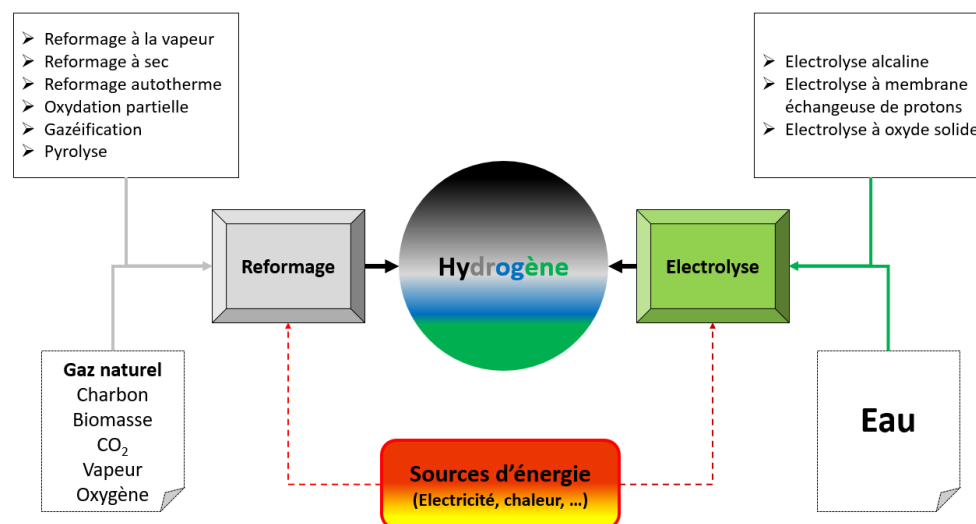 ➢ Reformage à la vapeur
➢ Reformage à sec
➢ Reformage autotherme
➢ Oxydation partielle
➢ Gazéification
➢ Pyrolyse
➢ Electrolyse alcaline
➢ Electrolyse à membrane
échangeuse de protons
➢ Electrolyse à oxyde solide
Reformage
Hydrogène
Electrolyse
Gaz naturel
Charbon
Biomasse
CO₂
Vapeur
Oxygène
Sources d’énergie
(Electricité, chaleur, …)
Eau